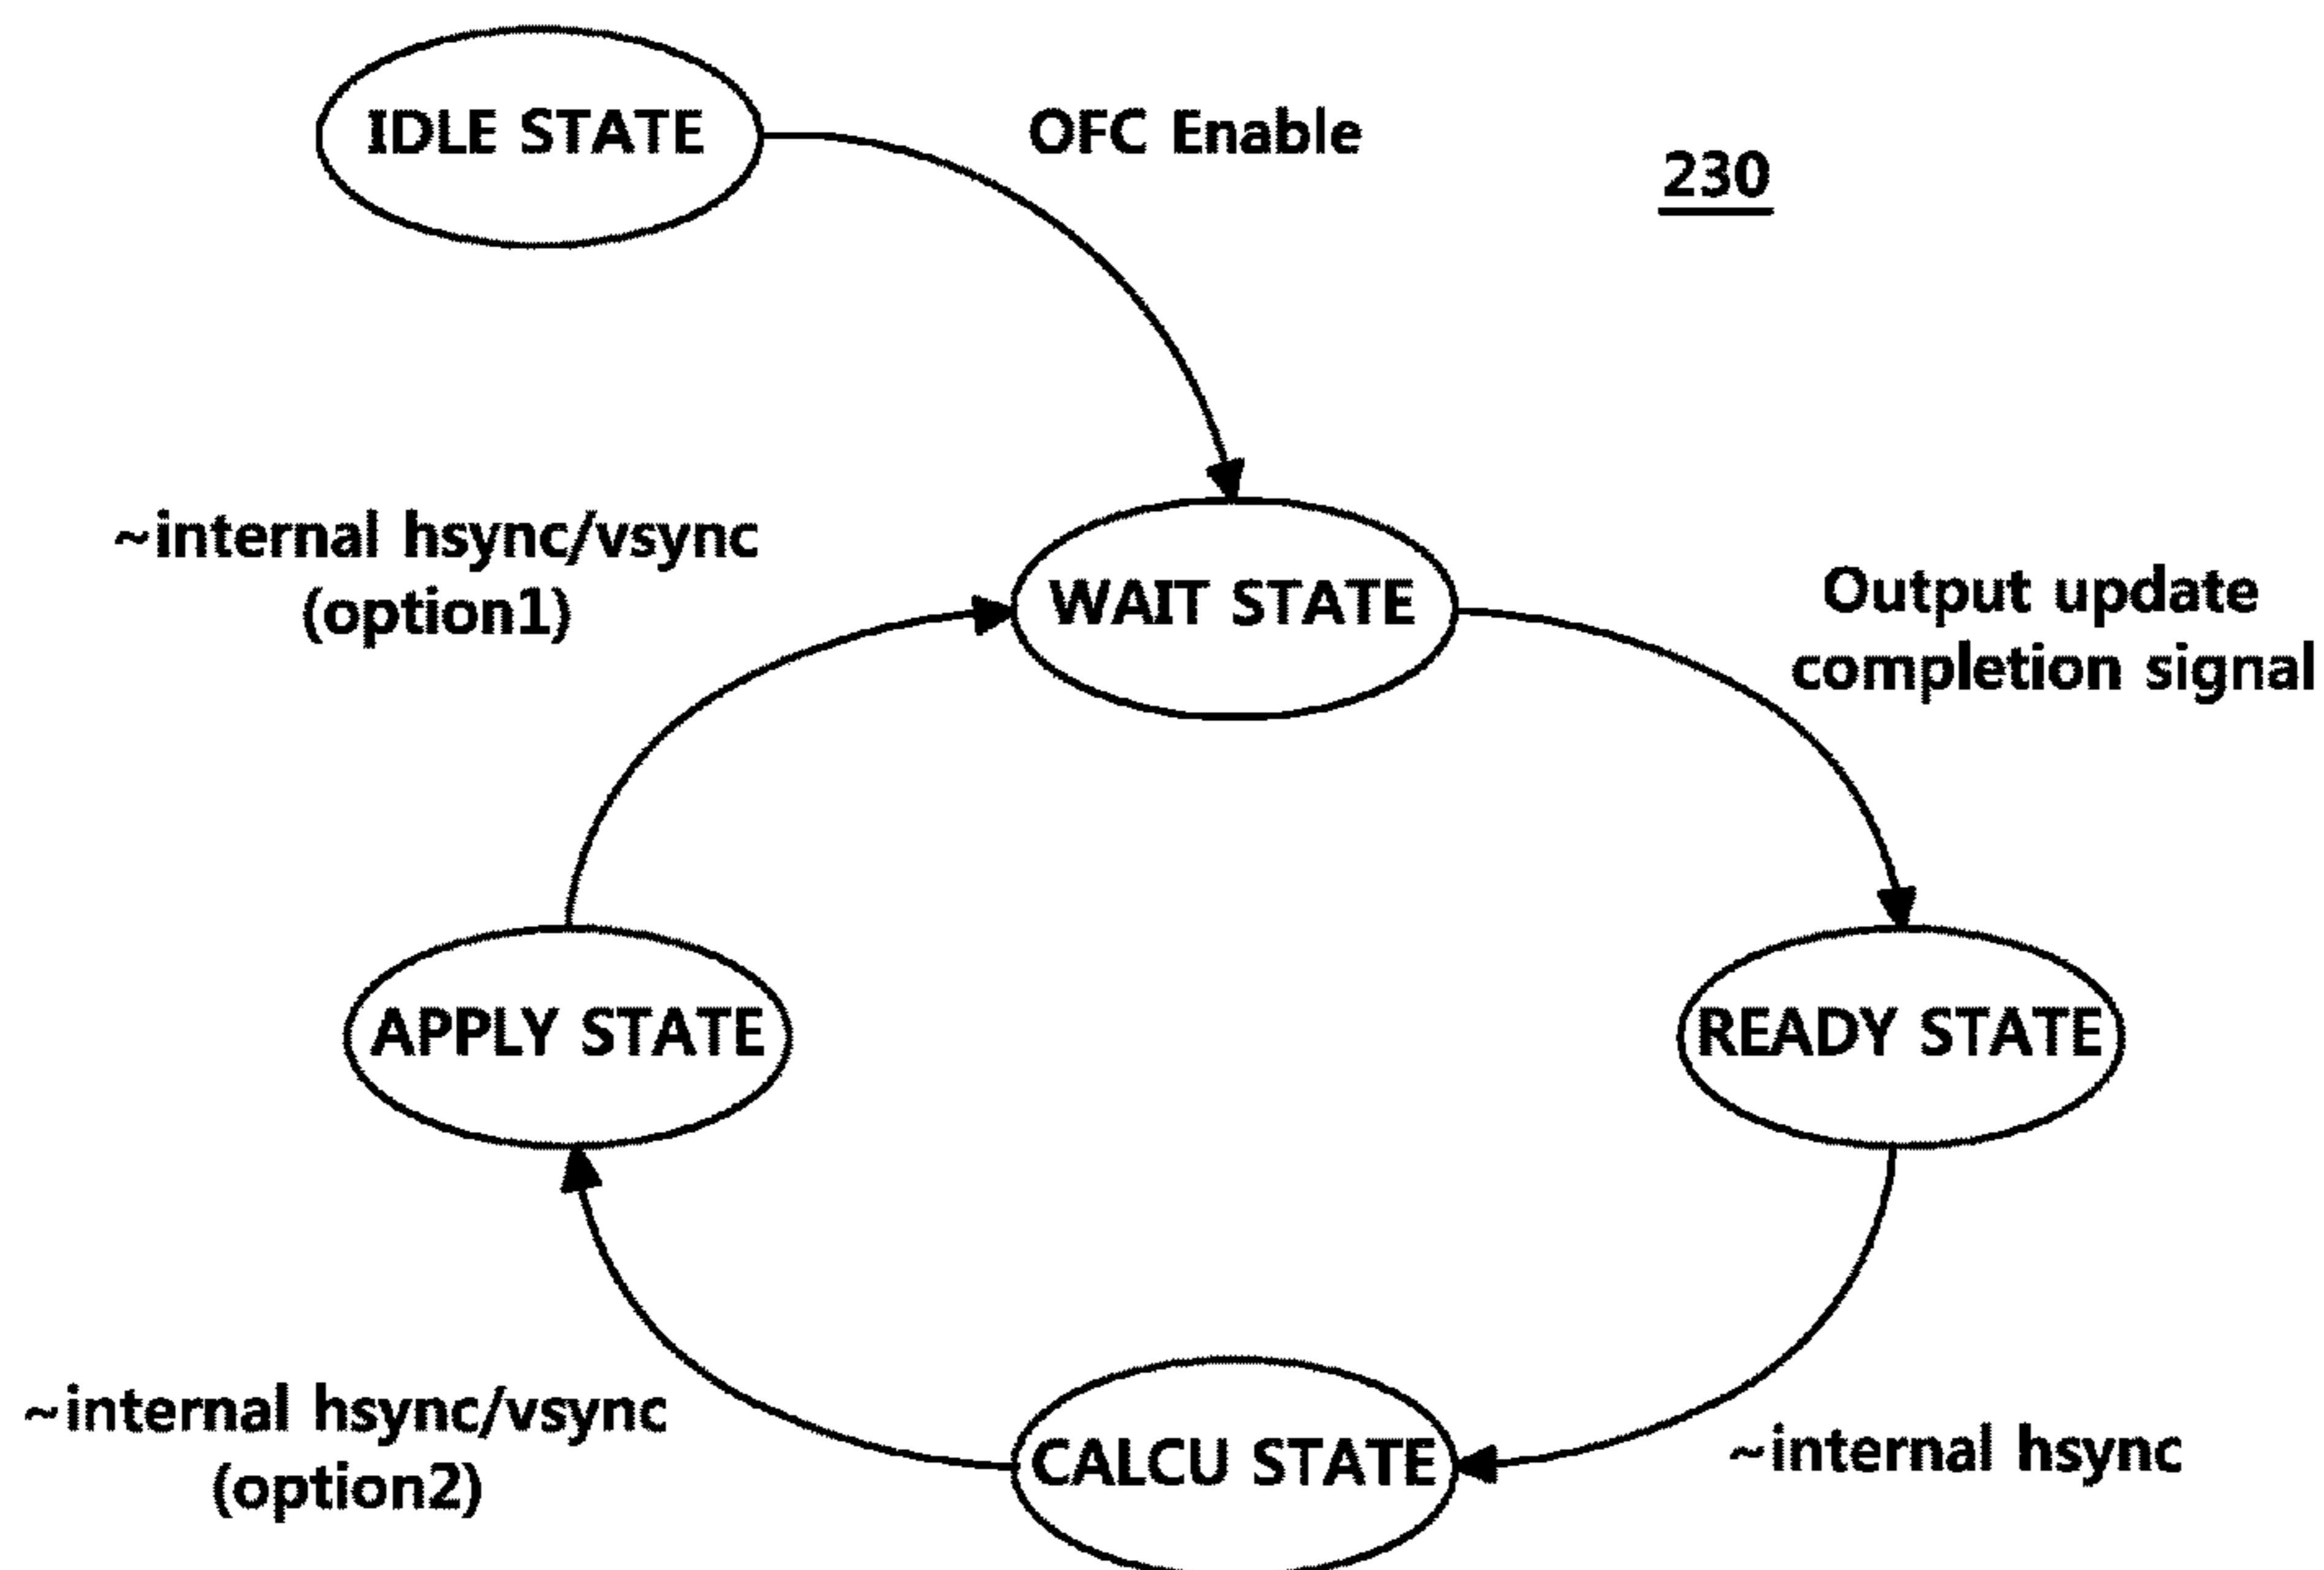 IDLE STATE
OFC Enable
230
~internal hsync/vsync
(option1)
WAIT STATE
Output update
completion signal
APPLY STATE
READY STATE
~internal hsync/vsync
(option2)
CALCU STATE
~internal hsync